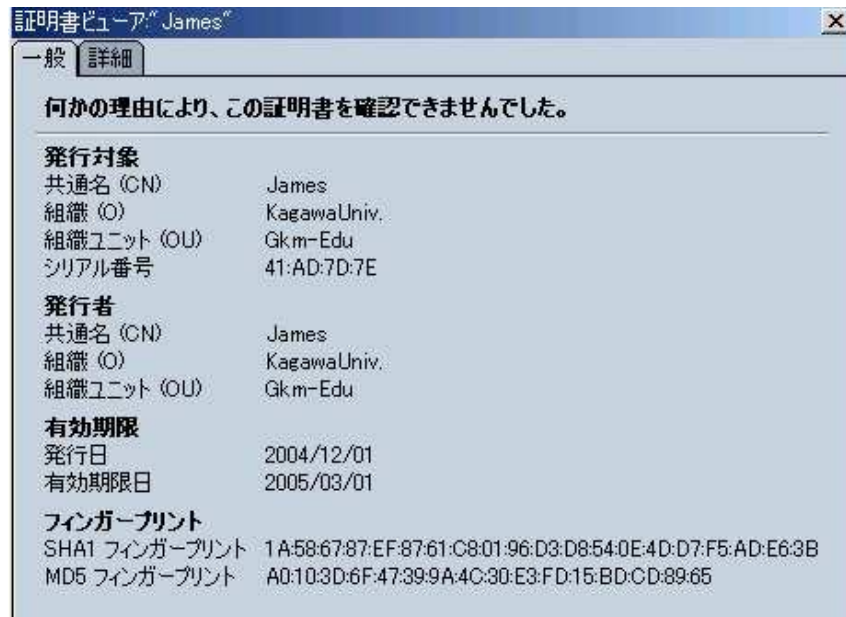 証明書ビューア:"James"
一般 詳細
何かの理由により、この証明書を確認できませんでした。
発行対象
共通名 (CN) James
組織 (O) KagawaUniv.
組織ユニット (OU) Gkm-Edu
シリアル番号 41:AD:7D:7E
発行者
共通名 (CN) James
組織 (O) KagawaUniv.
組織ユニット (OU) Gkm-Edu
有効期限
発行日 2004/12/01
有効期限日 2005/03/01
フィンガープリント
SHA1 フィンガープリント 1A:58:67:87:EF:87:61:C8:01:96:D3:D8:54:0E:4D:D7:F5:AD:E6:3B
MD5 フィンガープリント A0:10:3D:6F:47:39:9A:4C:30:E3:FD:15:BD:CD:89:65